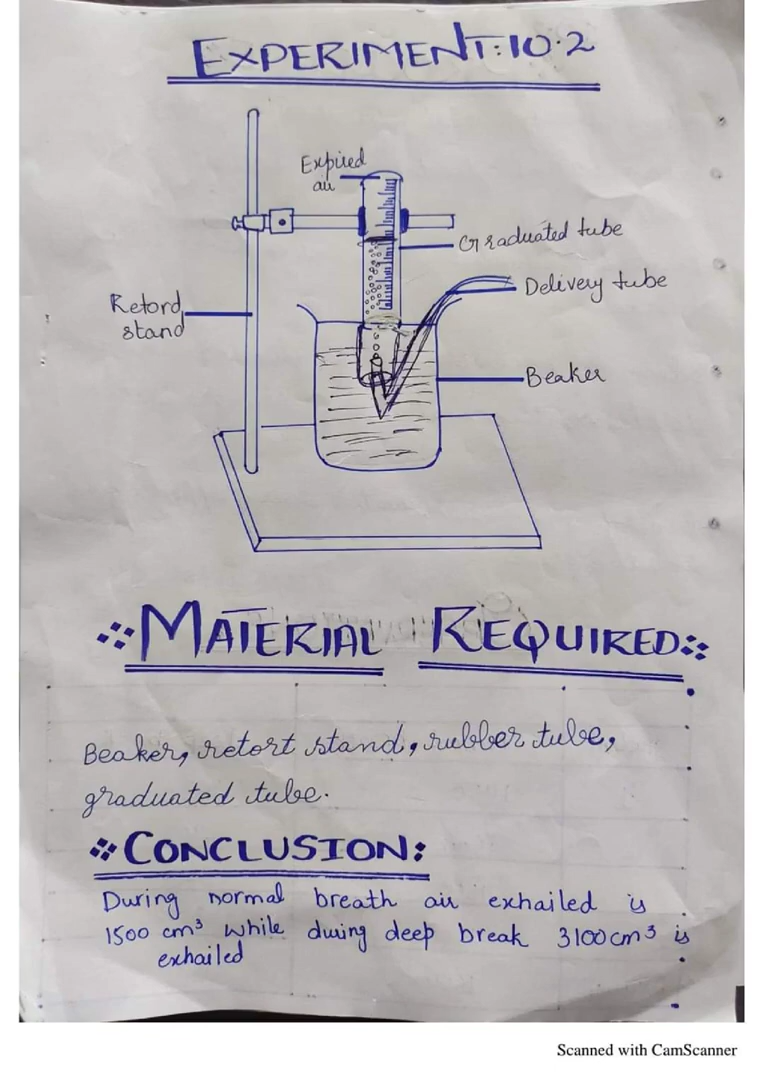 EXPERIMENT:10.2
Expired
air
Graduated tube
Delivery tube
Retord
stand
Beaker
MATERIAL REQUIRED
Beaker, retort stand, rubber tube,
graduated tube.
CONCLUSION:
During normal breath air exhailed is
1500 cm³ while during deep break 3100cm³ is
exhailed
Scanned with CamScanner